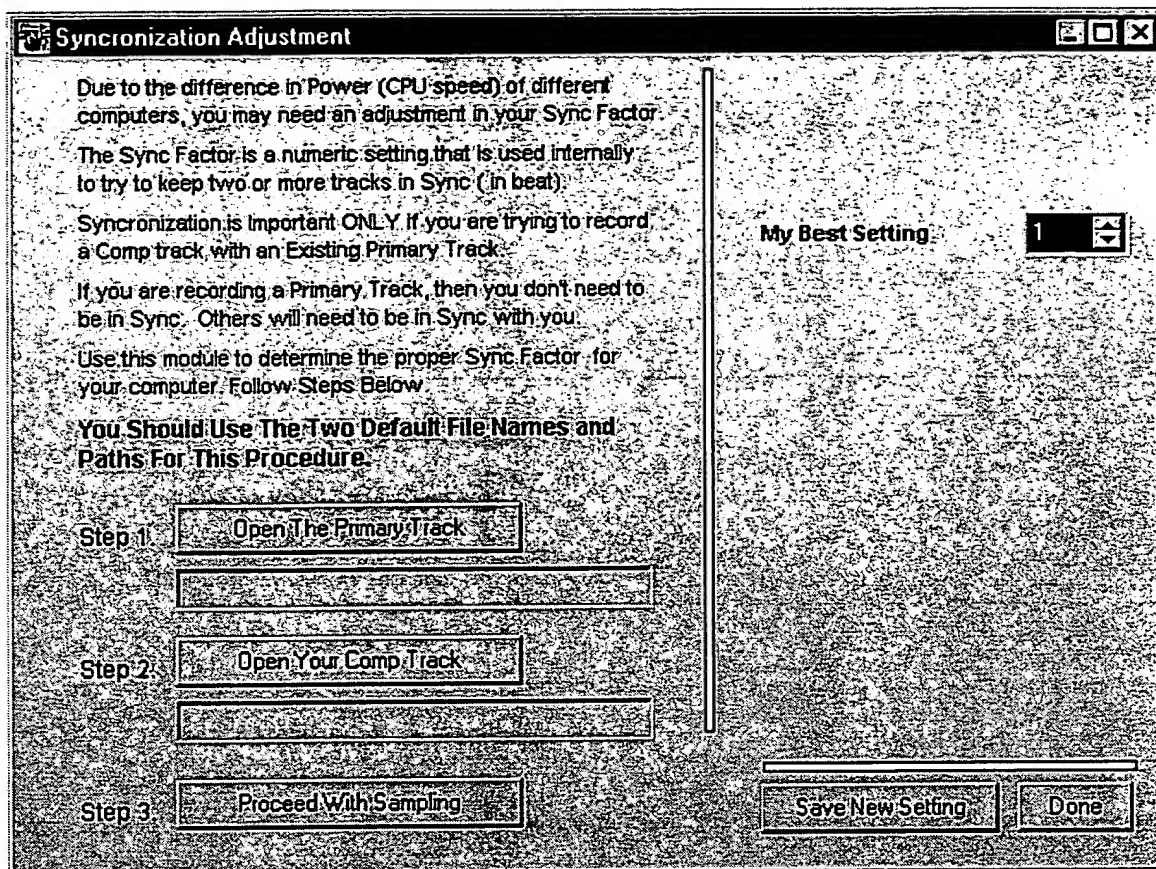 Syncronization Adjustment
Due to the difference in Power (CPU speed) of different
computers, you may need an adjustment in your Sync Factor.
The Sync Factor is a numeric setting that is used internally
to try to keep two or more tracks in Sync ( in beat).
Syncronization is Important ONLY if you are trying to record
a Comp track with an Existing Primary Track.
If you are recording a Primary Track, then you don't need to
be in Sync. Others will need to be in Sync with you.
Use this module to determine the proper Sync Factor for
your computer. Follow Steps Below
You Should Use The Two Default File Names and
Paths For This Procedure.
Step 1 Open The Primary Track
Step 2 Open Your Comp Track
Step 3 Proceed With Sampling
My Best Setting 1
Save New Setting Done